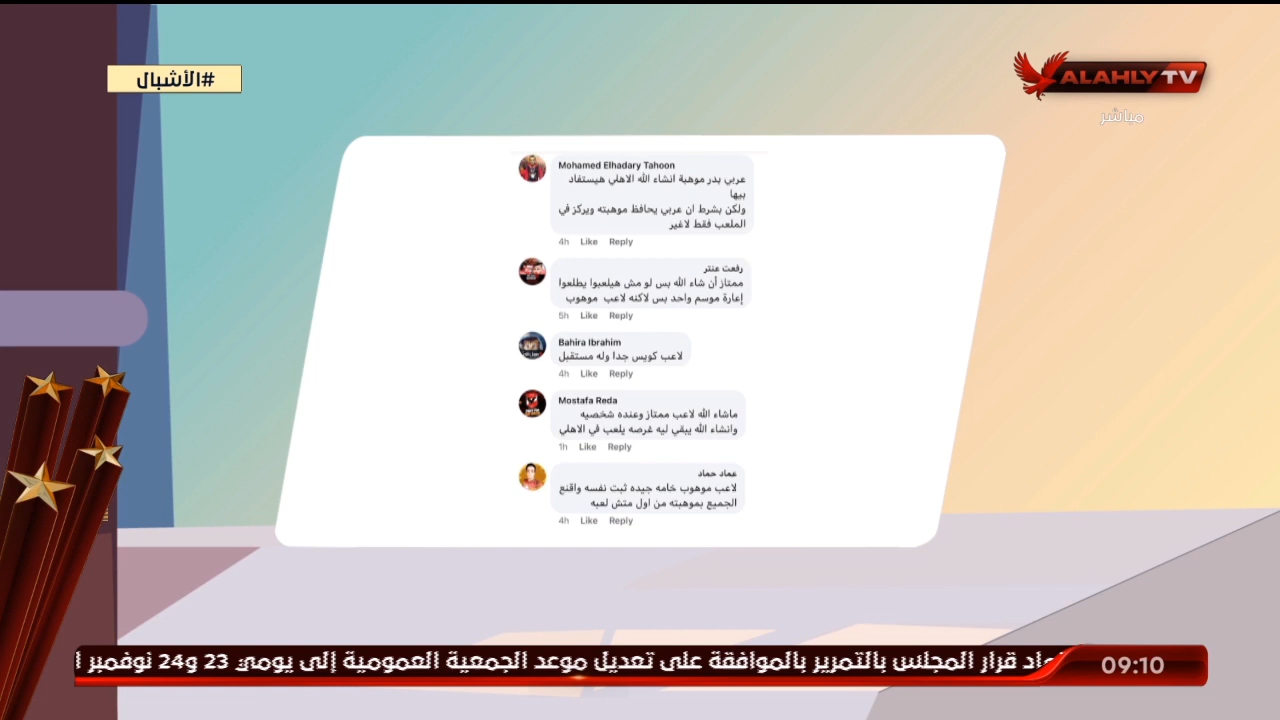 #الأشبال
ALAHLY TV
مباشر
Mohamed Elhadary Tahoon
عربي بدر موهبة انشاء الله الاهلي هيستفاد
بيها
ولكن بشرط ان عربي يحافظ موهبته ويركز في
الملعب فقط لاغير
4h Like Reply
رفعت عنتر
ممتاز أن شاء الله بس لو مش هيلعبوا يطلعوا
إعارة موسم واحد بس لاكنه لاعب موهوب
5h Like Reply
Bahira Ibrahim
لاعب كويس جدا وله مستقبل
4h Like Reply
Mostafa Reda
ماشاء الله لاعب ممتاز وعنده شخصيه
وانشاء الله يبقي ليه غرصه يلعب في الاهلي
1h Like Reply
عماد حماد
لاعب موهوب خامه جيده ثبت نفسه واقنع
الجميع بموهبته من اول متش لعبه
4h Like Reply
قرار المجلس بالتمرير بالموافقة على تعديل موعد الجمعية العمومية إلى يومي 23 و24 نوفمبر
09:10